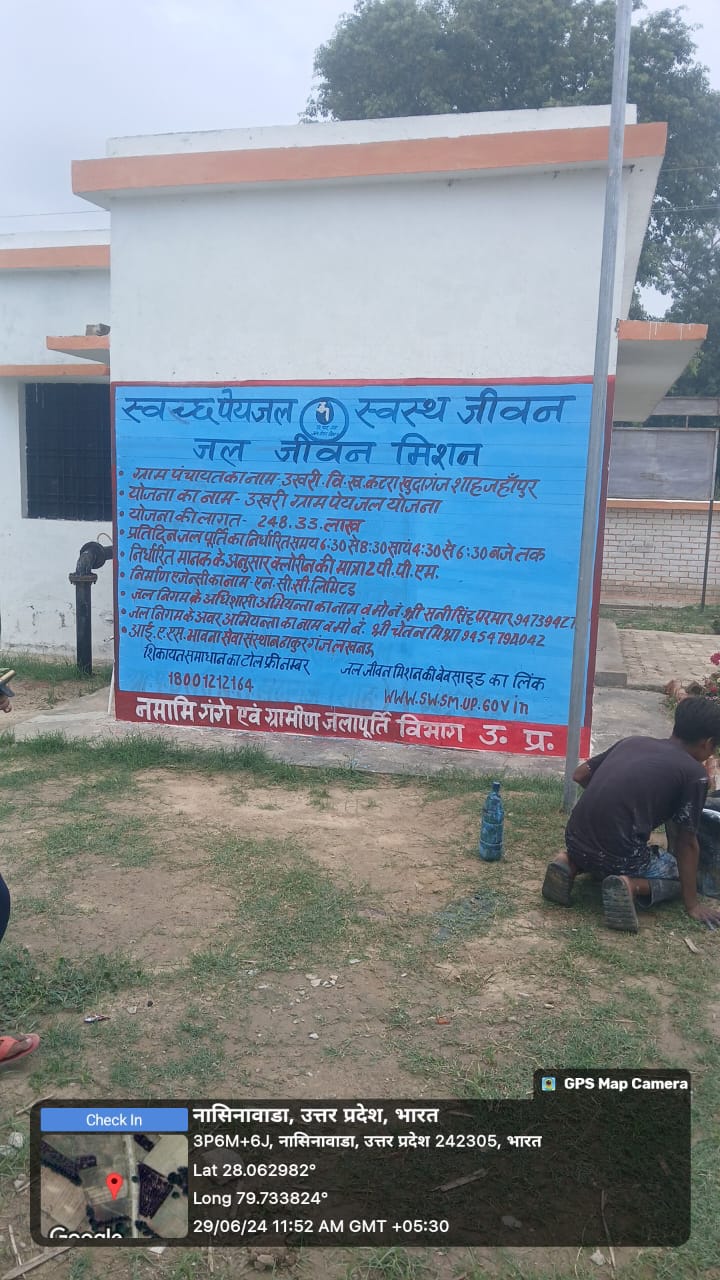 स्वच्छ पेयजल स्वस्थ जीवन
जल जीवन मिशन
• ग्राम पंचायत का नाम - उखरी वि.ख. कटरा खुदागंज शाहजहाँपुर
• योजना का नाम - उखरी ग्राम पेयजल योजना
• योजना की लागत - 248.33 लाख
• प्रतिदिन जल पूर्ति का निर्धारित समय 6:30 से 8:30 सायं 4:30 से 6:30 बजे तक
• निर्धारित मानक के अनुसार क्लोरीन की मात्रा 2 पी.पी.एम.
• निर्माण एजेन्सी का नाम एन.सी.सी लिमिटेड
• जल निगम के अधिशासी अभियन्ता का नाम व मो नं श्री सनी सिंह परमार
• जल निगम के अवर अभियन्ता का नाम व मो.नं. श्री चेतन मिश्रा 9454794042
• आई.एस.ए. भावना सेवा संस्थान ठाकुरगंज लखनऊ
शिकायत समाधान का टोल फ्री नम्बर जल जीवन मिशन की बेवसाइड का लिंक
18001212164 www.swsm.up.gov.in
नमामि गंगे एवं ग्रामीण जलापूर्ति विभाग उ. प्र.
GPS Map Camera
Check In
नासिनावाडा, उत्तर प्रदेश, भारत
3P6M+6J, नासिनावाडा, उत्तर प्रदेश 242305, भारत
Lat 28.062982°
Long 79.733824°
29/06/24 11:52 AM GMT +05:30
Google